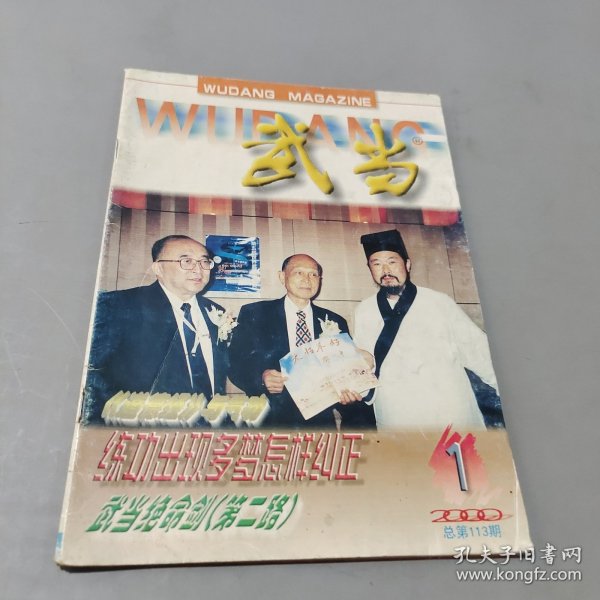 WUDANG MAGAZINE
WUDANG
武当
练功出现多梦怎样纠正
武当绝命剑(第二路)
1
2000
总第113期
孔夫子旧书网
www.kongfz.com